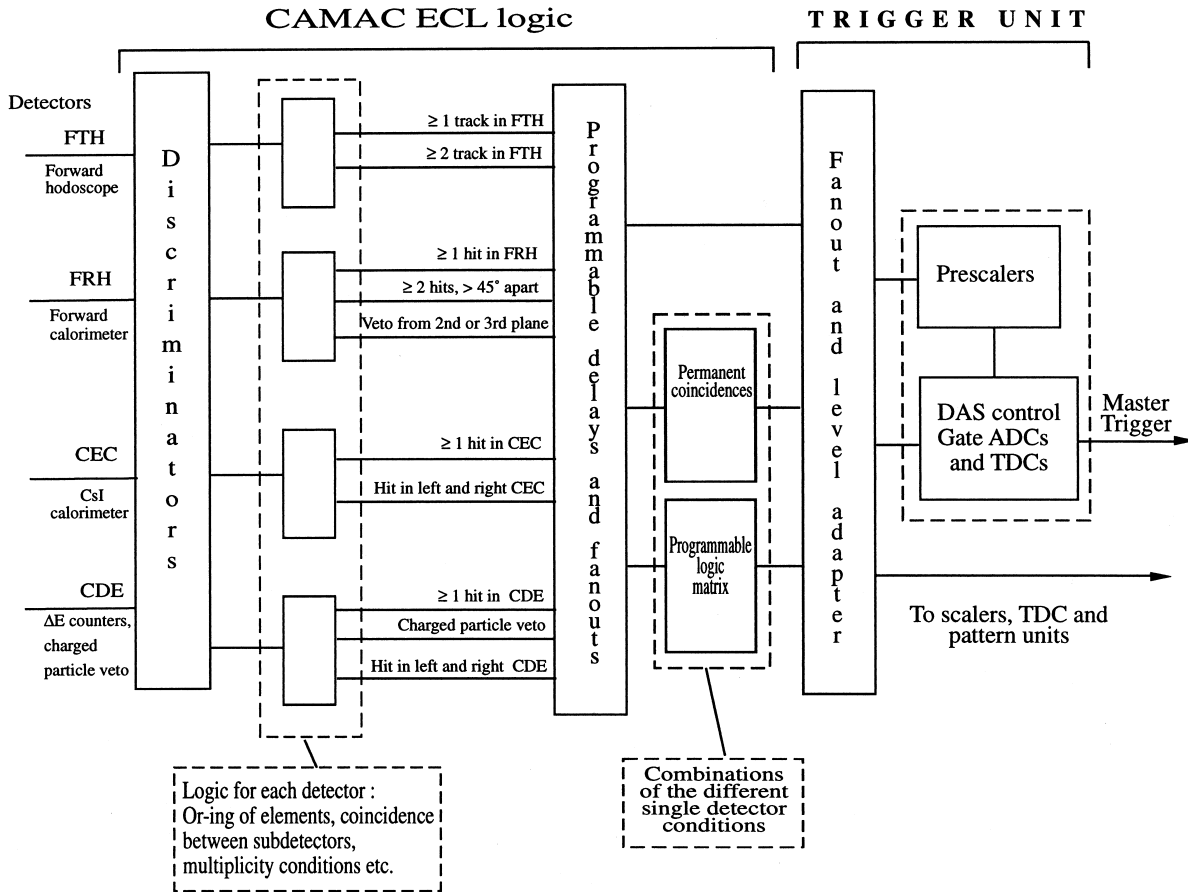 CAMAC ECL logic
TRIGGER UNIT
Detectors
FTH
Forward
hodoscope
FRH
Forward
calorimeter
CEC
CsI
calorimeter
CDE
ΔE counters,
charged
particle veto
Discriminators
≥ 1 track in FTH
≥ 2 track in FTH
≥ 1 hit in FRH
≥ 2 hits, > 45° apart
Veto from 2nd or 3rd plane
≥ 1 hit in CEC
Hit in left and right CEC
≥ 1 hit in CDE
Charged particle veto
Hit in left and right CDE
Programmable delays and fanouts
Permanent
coincidences
Programmable
logic
matrix
Fanout and level adapter
Prescalers
DAS control
Gate ADCs
and TDCs
Master
Trigger
To scalers, TDC and
pattern units
Logic for each detector :
Or-ing of elements, coincidence
between subdetectors,
multiplicity conditions etc.
Combinations
of the different
single detector
conditions